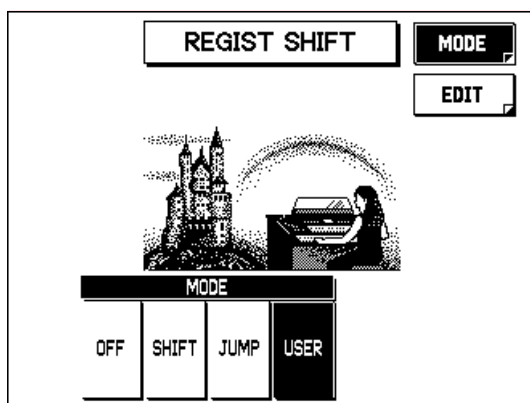 REGIST SHIFT
MODE
EDIT
MODE
OFF SHIFT JUMP USER